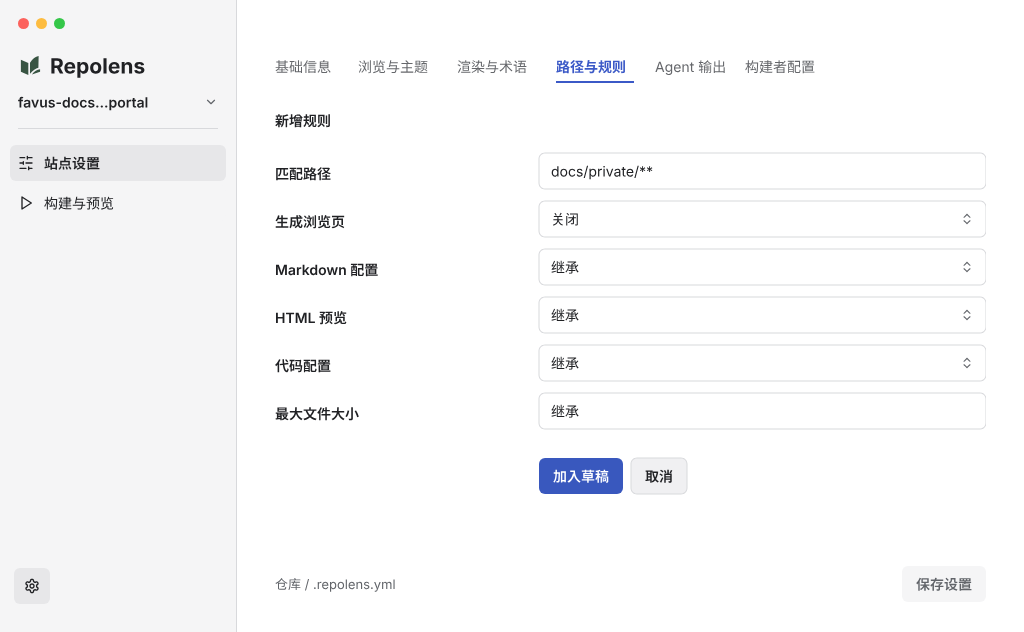 Repolens
favus-docs...portal
站点设置
构建与预览
基础信息 浏览与主题 渲染与术语 路径与规则 Agent 输出 构建者配置
新增规则
匹配路径 docs/private/**
生成浏览页 关闭
Markdown 配置 继承
HTML 预览 继承
代码配置 继承
最大文件大小 继承
加入草稿 取消
仓库 / .repolens.yml 保存设置